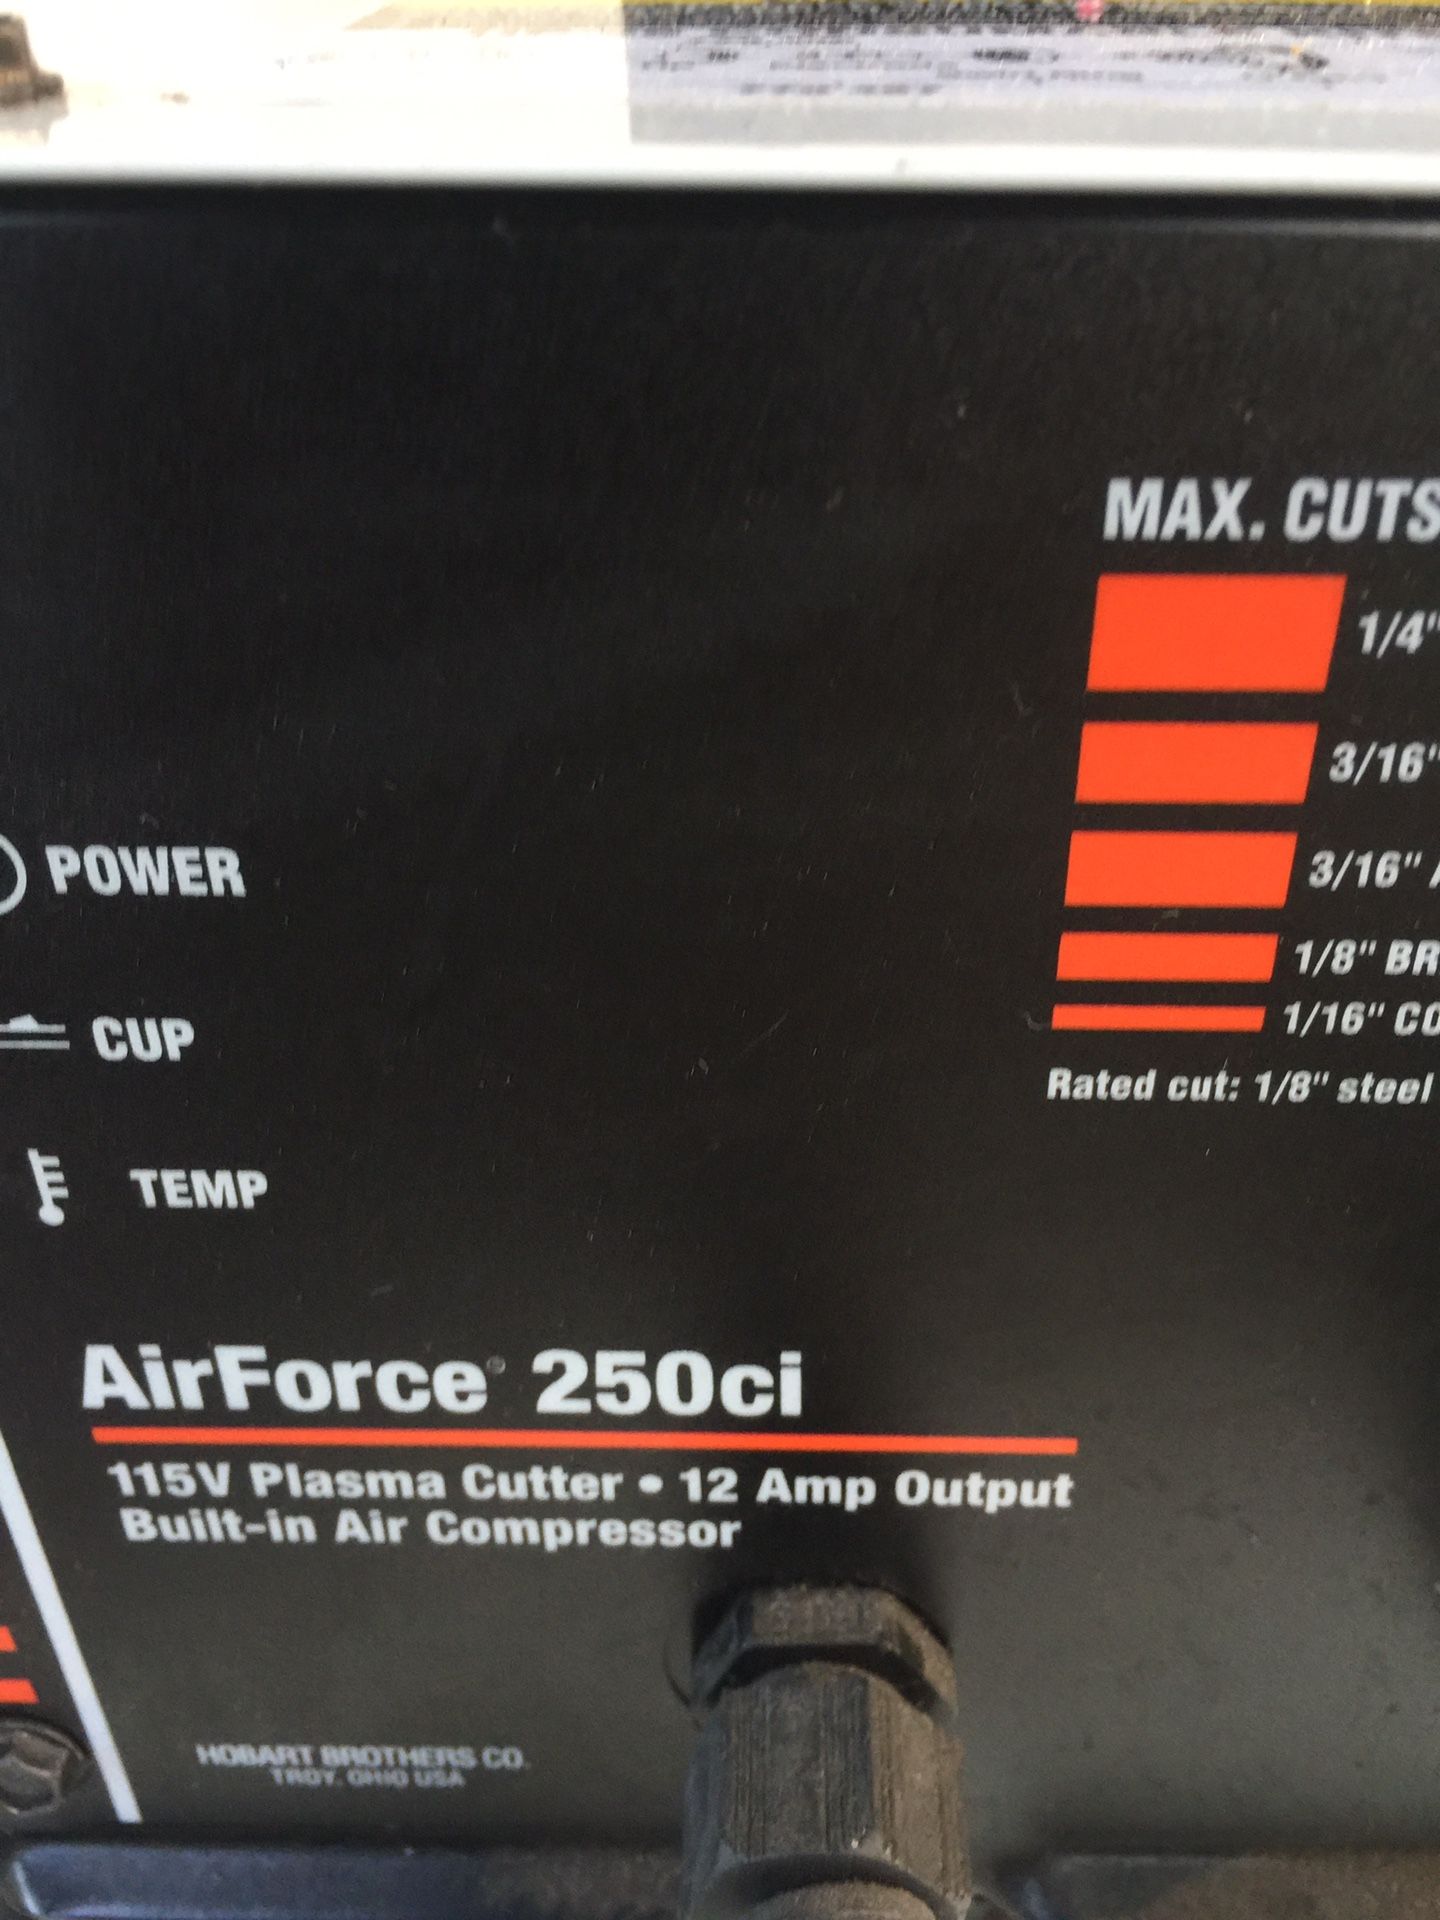 MAX. CUTS
1/4"
3/16"
3/16"
1/8" BR
1/16" CO
Rated cut: 1/8" steel
POWER
CUP
TEMP
AirForce 250ci
115V Plasma Cutter • 12 Amp Output
Built-in Air Compressor
HOBART BROTHERS CO.
TROY, OHIO USA